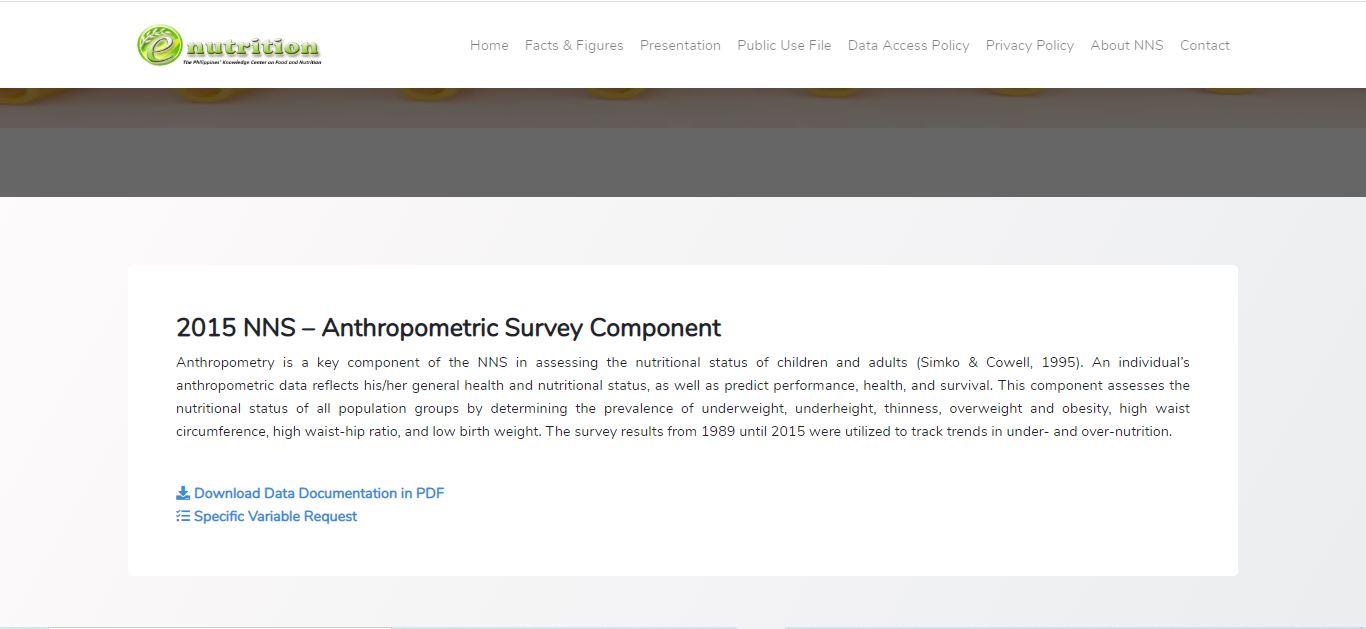 e nutrition
The Philippines' Knowledge Center on Food and Nutrition
Home Facts & Figures Presentation Public Use File Data Access Policy Privacy Policy About NNS Contact
2015 NNS – Anthropometric Survey Component
Anthropometry is a key component of the NNS in assessing the nutritional status of children and adults (Simko & Cowell, 1995). An individual's
anthropometric data reflects his/her general health and nutritional status, as well as predict performance, health, and survival. This component assesses the
nutritional status of all population groups by determining the prevalence of underweight, underheight, thinness, overweight and obesity, high waist
circumference, high waist-hip ratio, and low birth weight. The survey results from 1989 until 2015 were utilized to track trends in under- and over-nutrition.
Download Data Documentation in PDF
Specific Variable Request